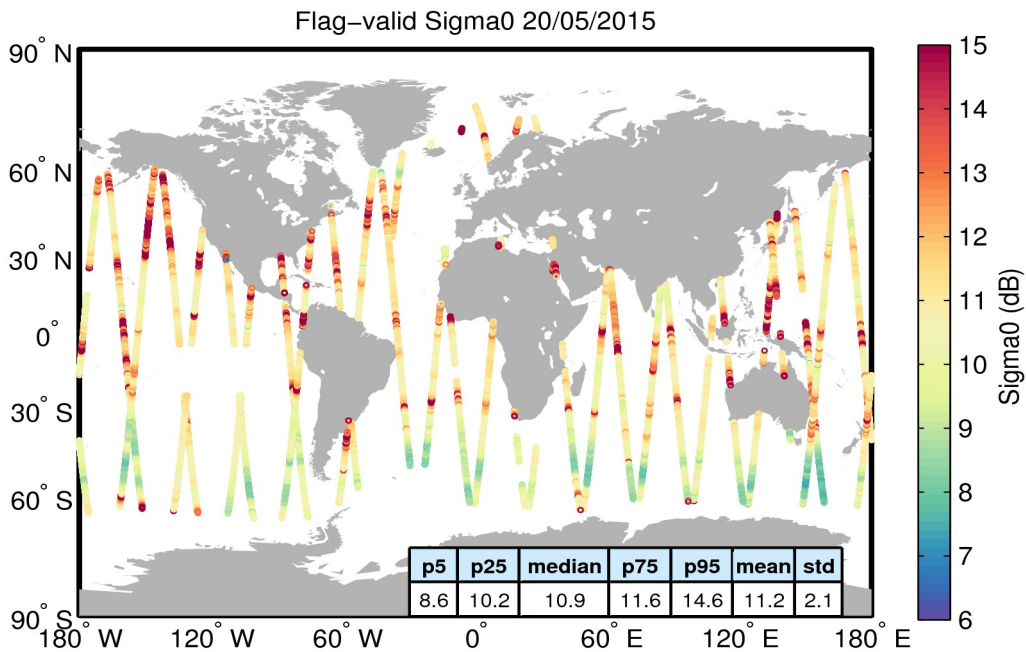 Flag−valid Sigma0 20/05/2015
90° N
60° N
30° N
0°
30° S
60° S
90° S
180° W
120° W
60° W
0°
60° E
120° E
180° E
p5 p25 median p75 p95 mean std
8.6 10.2 10.9 11.6 14.6 11.2 2.1
15
14
13
12
11
10
9
8
7
6
Sigma0 (dB)